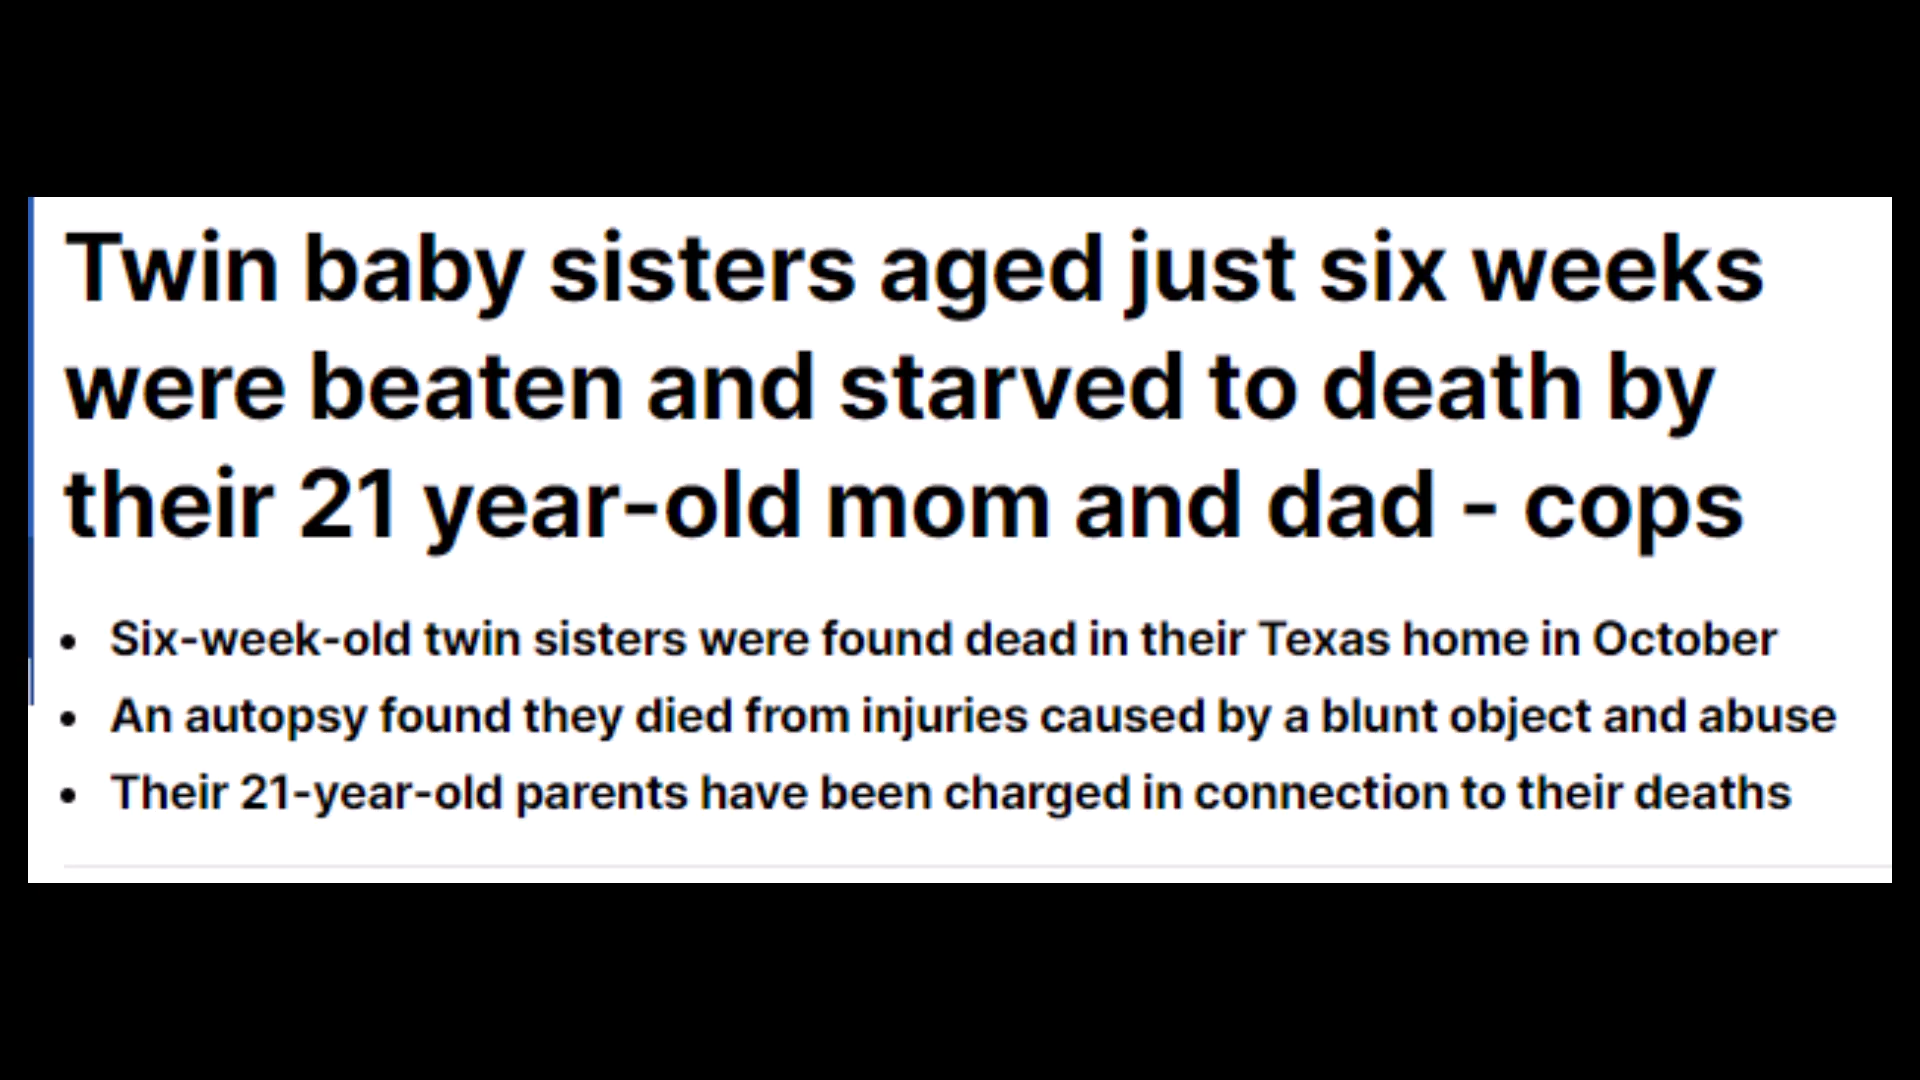 Twin baby sisters aged just six weeks
were beaten and starved to death by
their 21 year-old mom and dad - cops
• Six-week-old twin sisters were found dead in their Texas home in October
• An autopsy found they died from injuries caused by a blunt object and abuse
• Their 21-year-old parents have been charged in connection to their deaths